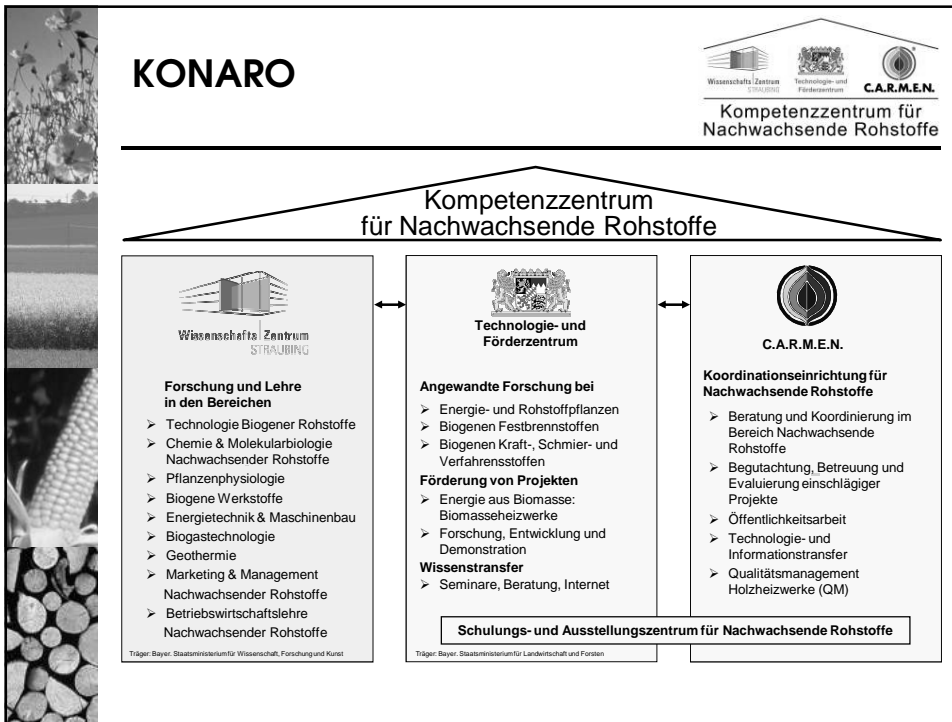 KONARO
Wissenschafts Zentrum
STRAUBING
Technologie- und
Förderzentrum
C.A.R.M.E.N.
Kompetenzzentrum für
Nachwachsende Rohstoffe
Kompetenzzentrum
für Nachwachsende Rohstoffe
Wissenschafts Zentrum
STRAUBING
Forschung und Lehre
in den Bereichen
➢ Technologie Biogener Rohstoffe
➢ Chemie & Molekularbiologie
Nachwachsender Rohstoffe
➢ Pflanzenphysiologie
➢ Biogene Werkstoffe
➢ Energietechnik & Maschinenbau
➢ Biogastechnologie
➢ Geothermie
➢ Marketing & Management
Nachwachsender Rohstoffe
➢ Betriebswirtschaftslehre
Nachwachsender Rohstoffe
Träger: Bayer. Staatsministerium für Wissenschaft, Forschung und Kunst
Technologie- und
Förderzentrum
Angewandte Forschung bei
➢ Energie- und Rohstoffpflanzen
➢ Biogenen Festbrennstoffen
➢ Biogenen Kraft-, Schmier- und
Verfahrensstoffen
Förderung von Projekten
➢ Energie aus Biomasse:
Biomasseheizwerke
➢ Forschung, Entwicklung und
Demonstration
Wissenstransfer
➢ Seminare, Beratung, Internet
Träger: Bayer. Staatsministerium für Landwirtschaft und Forsten
C.A.R.M.E.N.
Koordinationseinrichtung für
Nachwachsende Rohstoffe
➢ Beratung und Koordinierung im
Bereich Nachwachsende
Rohstoffe
➢ Begutachtung, Betreuung und
Evaluierung einschlägiger
Projekte
➢ Öffentlichkeitsarbeit
➢ Technologie- und
Informationstransfer
➢ Qualitätsmanagement
Holzheizwerke (QM)
Schulungs- und Ausstellungszentrum für Nachwachsende Rohstoffe